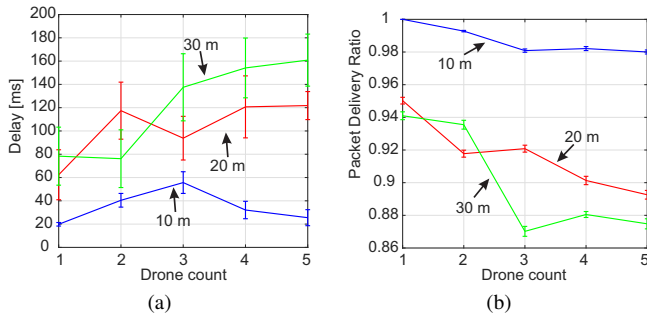 Delay [ms]
200
180
160
140
120
100
80
60
40
20
0
30 m
20 m
10 m
1 2 3 4 5
Drone count
(a)
Packet Delivery Ratio
1
0.98
0.96
0.94
0.92
0.9
0.88
0.86
10 m
20 m
30 m
1 2 3 4 5
Drone count
(b)